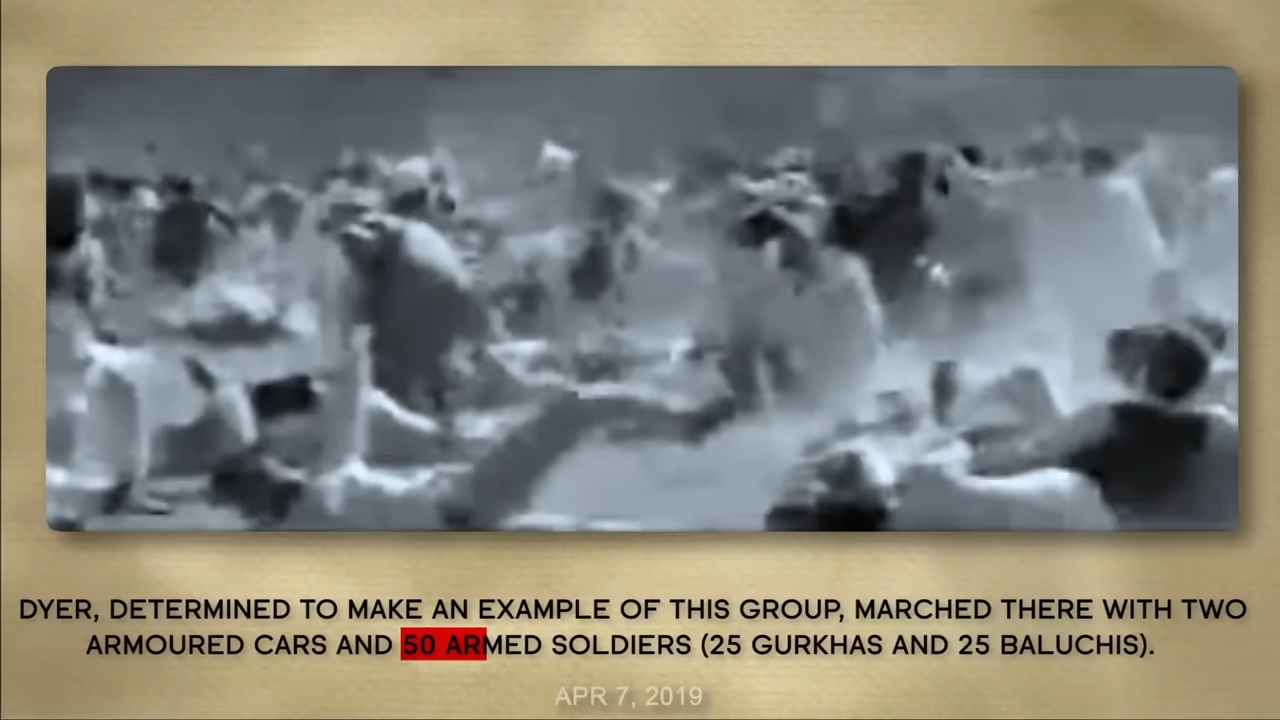 DYER, DETERMINED TO MAKE AN EXAMPLE OF THIS GROUP, MARCHED THERE WITH TWO
ARMOURED CARS AND 50 ARMED SOLDIERS (25 GURKHAS AND 25 BALUCHIS).
APR 7, 2019